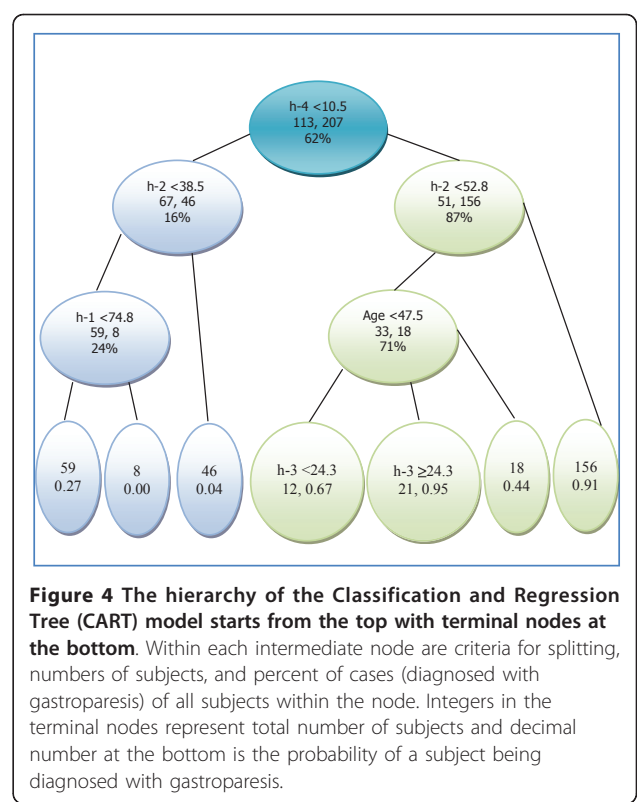 h-4 <10.5
113, 207
62%
h-2 <38.5
67, 46
16%
h-2 <52.8
51, 156
87%
h-1 <74.8
59, 8
24%
Age <47.5
33, 18
71%
59
0.27
8
0.00
46
0.04
h-3 <24.3
12, 0.67
h-3 ≥24.3
21, 0.95
18
0.44
156
0.91
Figure 4 The hierarchy of the Classification and Regression
Tree (CART) model starts from the top with terminal nodes at
the bottom. Within each intermediate node are criteria for splitting,
numbers of subjects, and percent of cases (diagnosed with
gastroparesis) of all subjects within the node. Integers in the
terminal nodes represent total number of subjects and decimal
number at the bottom is the probability of a subject being
diagnosed with gastroparesis.